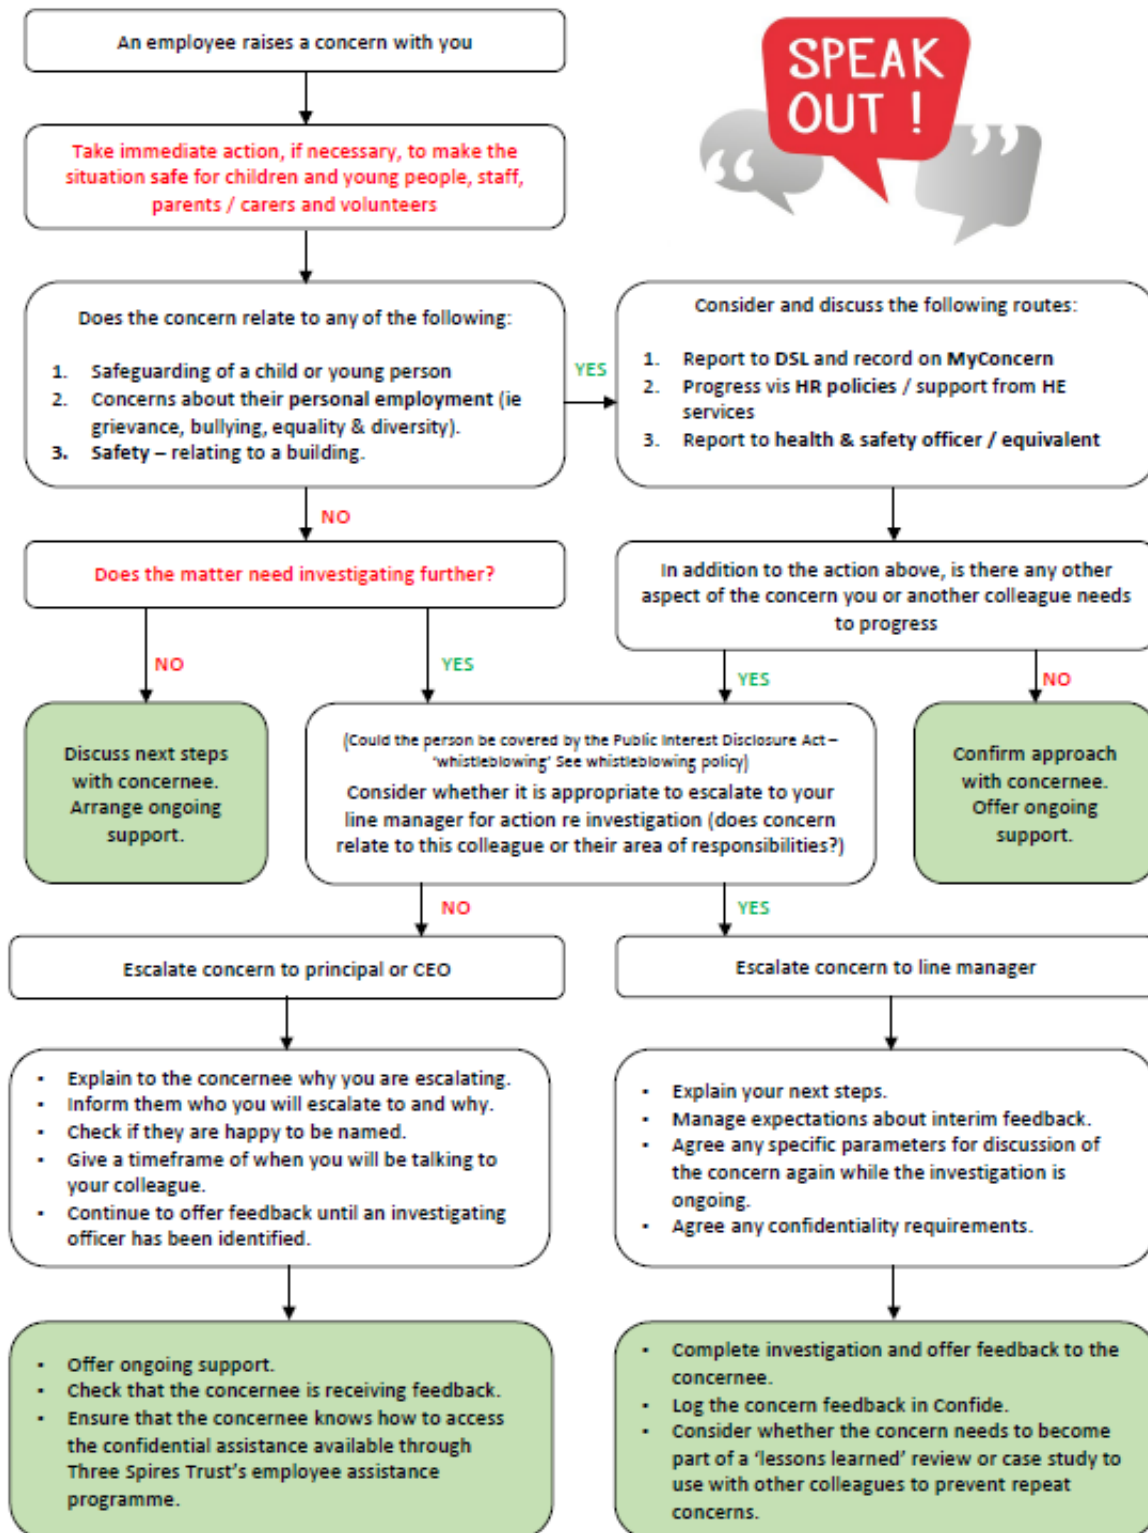 An employee raises a concern with you
SPEAK
OUT !
Take immediate action, if necessary, to make the
situation safe for children and young people, staff,
parents / carers and volunteers
Does the concern relate to any of the following:
1. Safeguarding of a child or young person
2. Concerns about their personal employment (ie
grievance, bullying, equality & diversity).
3. Safety – relating to a building.
YES
Consider and discuss the following routes:
1. Report to DSL and record on MyConcern
2. Progress vis HR policies / support from HE
services
3. Report to health & safety officer / equivalent
NO
Does the matter need investigating further?
In addition to the action above, is there any other
aspect of the concern you or another colleague needs
to progress
NO
YES
YES
NO
Discuss next steps
with concernee.
Arrange ongoing
support.
(Could the person be covered by the Public Interest Disclosure Act –
'whistleblowing' See whistleblowing policy)
Consider whether it is appropriate to escalate to your
line manager for action re investigation (does concern
relate to this colleague or their area of responsibilities?)
Confirm approach
with concernee.
Offer ongoing
support.
NO
YES
Escalate concern to principal or CEO
Escalate concern to line manager
▪ Explain to the concernee why you are escalating.
▪ Inform them who you will escalate to and why.
▪ Check if they are happy to be named.
▪ Give a timeframe of when you will be talking to
your colleague.
▪ Continue to offer feedback until an investigating
officer has been identified.
▪ Explain your next steps.
▪ Manage expectations about interim feedback.
▪ Agree any specific parameters for discussion of
the concern again while the investigation is
ongoing.
▪ Agree any confidentiality requirements.
▪ Offer ongoing support.
▪ Check that the concernee is receiving feedback.
▪ Ensure that the concernee knows how to access
the confidential assistance available through
Three Spires Trust's employee assistance
programme.
▪ Complete investigation and offer feedback to the
concernee.
▪ Log the concern feedback in Confide.
▪ Consider whether the concern needs to become
part of a 'lessons learned' review or case study to
use with other colleagues to prevent repeat
concerns.